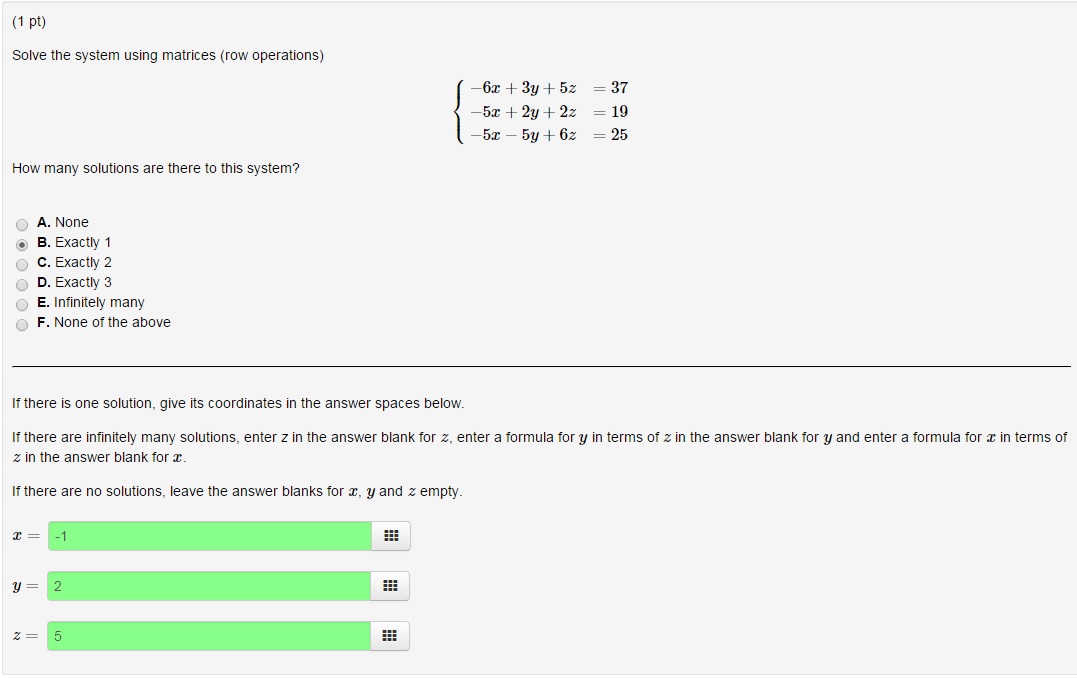 (1 pt)
Solve the system using matrices (row operations)
−6x + 3y + 5z = 37
−5x + 2y + 2z = 19
−5x − 5y + 6z = 25
How many solutions are there to this system?
A. None
B. Exactly 1
C. Exactly 2
D. Exactly 3
E. Infinitely many
F. None of the above
If there is one solution, give its coordinates in the answer spaces below.
If there are infinitely many solutions, enter z in the answer blank for z, enter a formula for y in terms of z in the answer blank for y and enter a formula for x in terms of
z in the answer blank for x.
If there are no solutions, leave the answer blanks for x, y and z empty.
x = -1
y = 2
z = 5